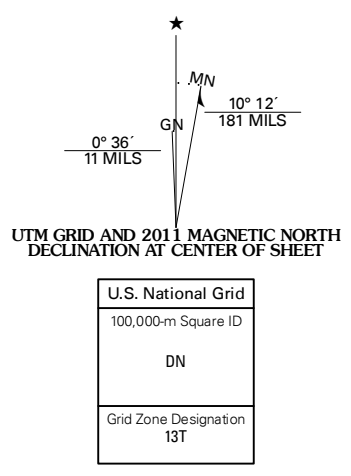 ★
MN
GN
10° 12´
181 MILS
0° 36´
11 MILS
UTM GRID AND 2011 MAGNETIC NORTH
DECLINATION AT CENTER OF SHEET
U.S. National Grid
100,000-m Square ID
DN
Grid Zone Designation
13T